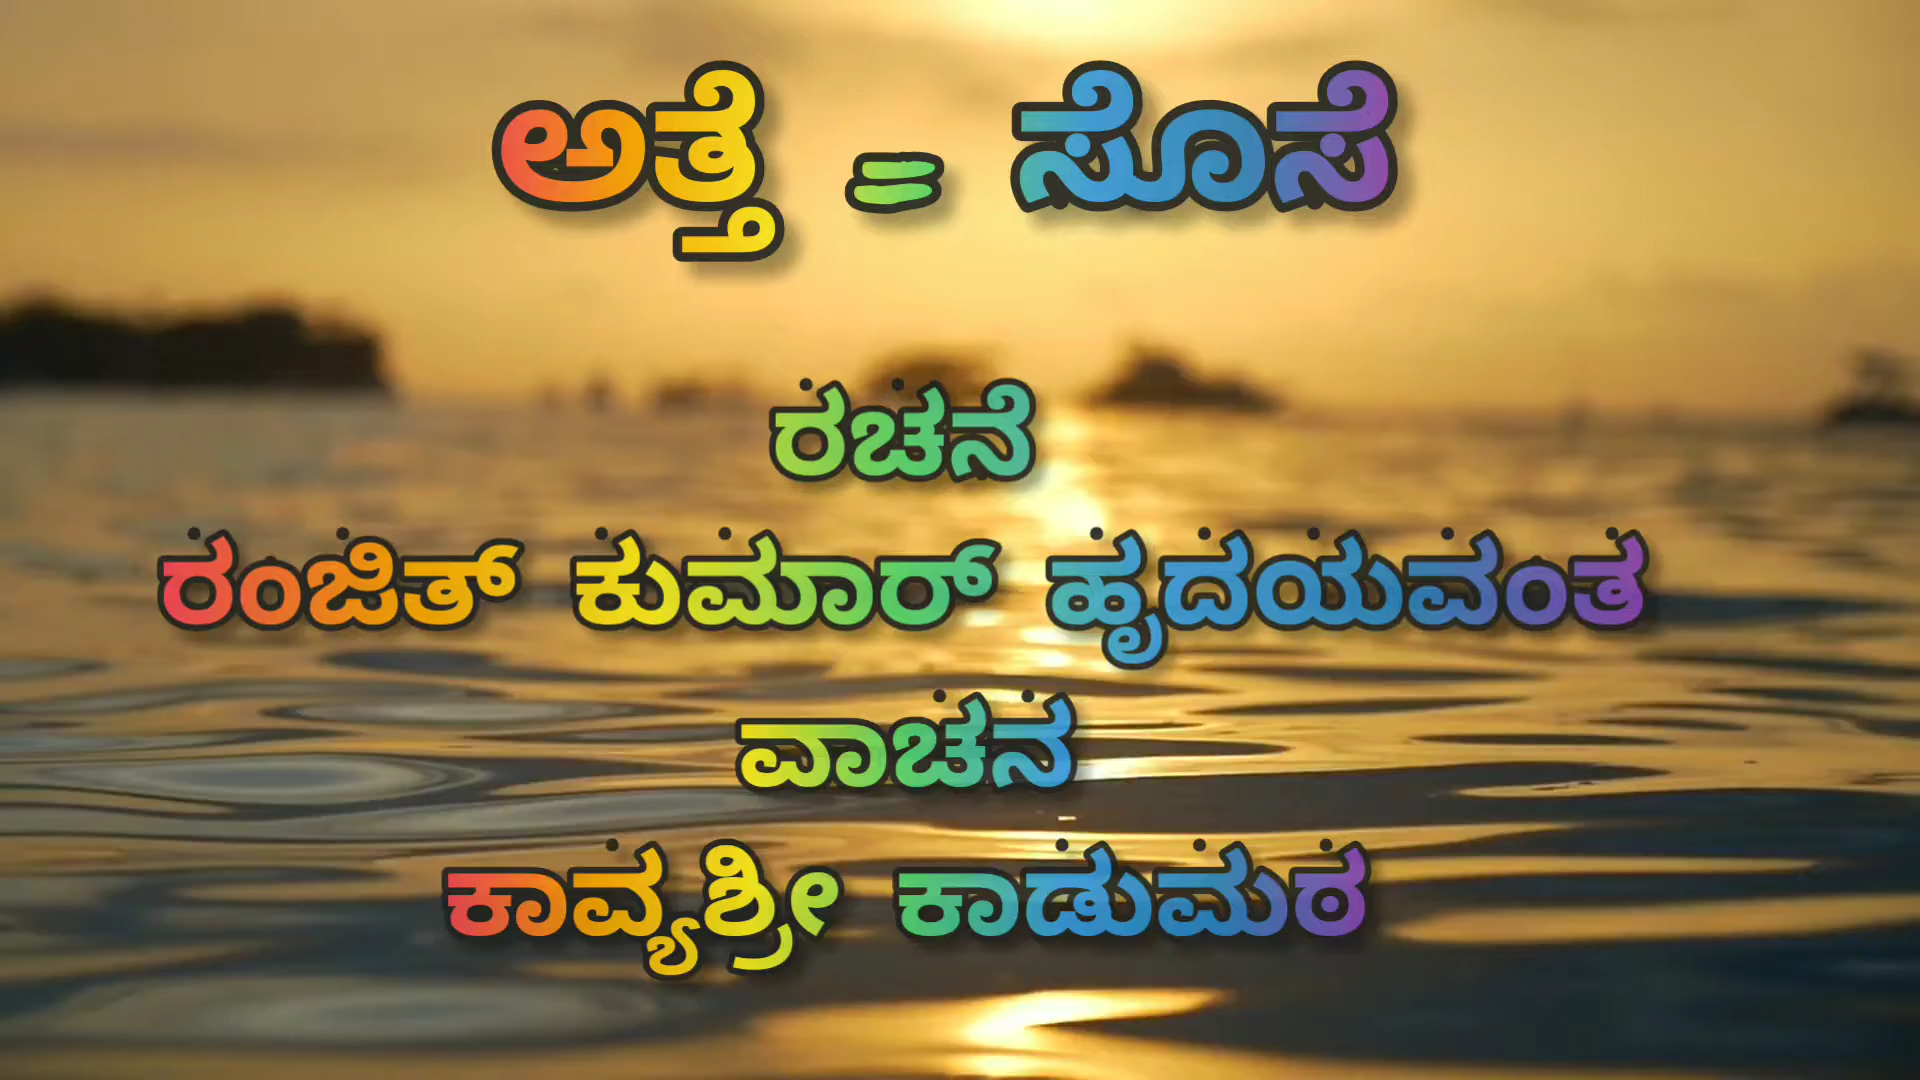 ಅತ್ತೆ = ಸೊಸೆ
ರಚನೆ
ರಂಜಿತ್ ಕುಮಾರ್ ಹೃದಯವಂತ
ವಾಚನ
ಕಾವ್ಯಶ್ರೀ ಕಾಡುಮಠ